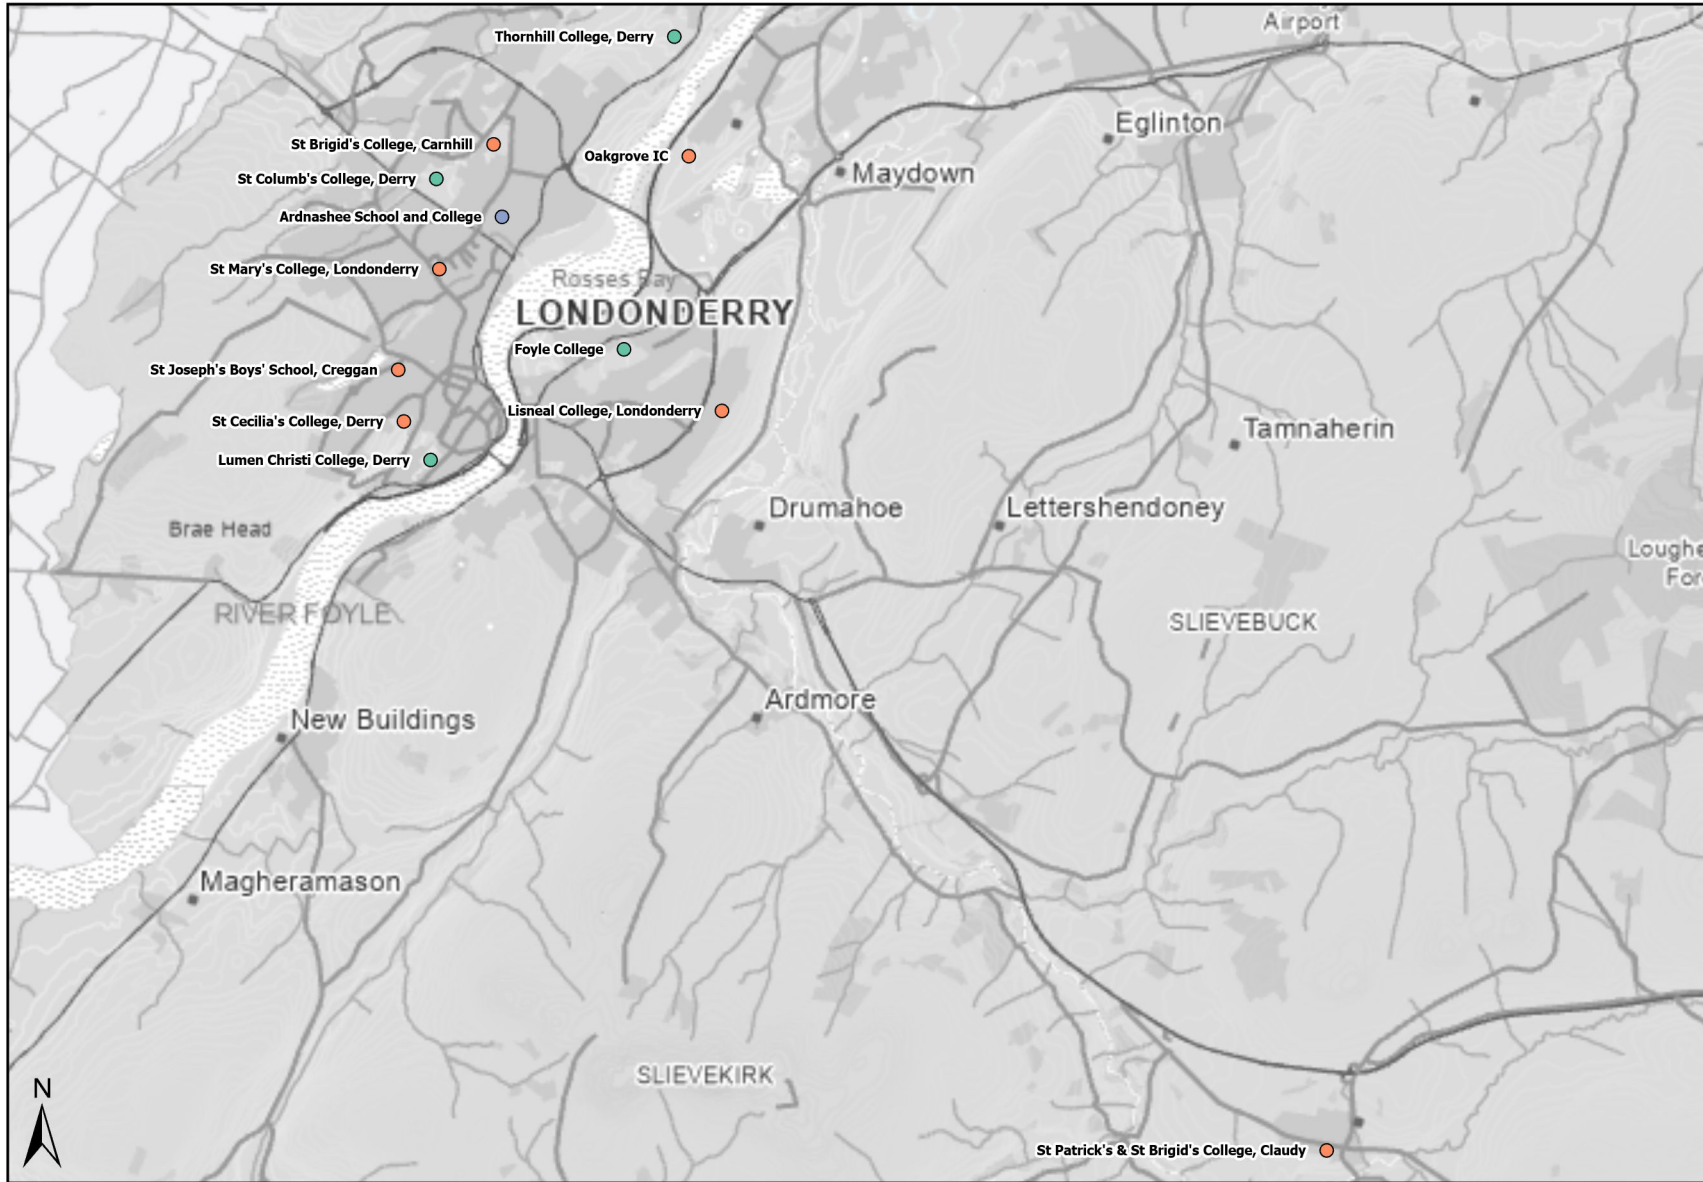 Airport
Thornhill College, Derry
Eglinton
St Brigid's College, Carnhill
Oakgrove IC
Maydown
St Columb's College, Derry
Ardnashee School and College
St Mary's College, Londonderry
Rosses Bay
LONDONDERRY
Foyle College
St Joseph's Boys' School, Creggan
Lisneal College, Londonderry
St Cecilia's College, Derry
Tamnaherin
Lumen Christi College, Derry
Drumahoe
Lettershendoney
Brae Head
Loughe
For
RIVER FOYLE
SLIEVEBUCK
Ardmore
New Buildings
Magheramason
SLIEVEKIRK
N
St Patrick's & St Brigid's College, Claudy